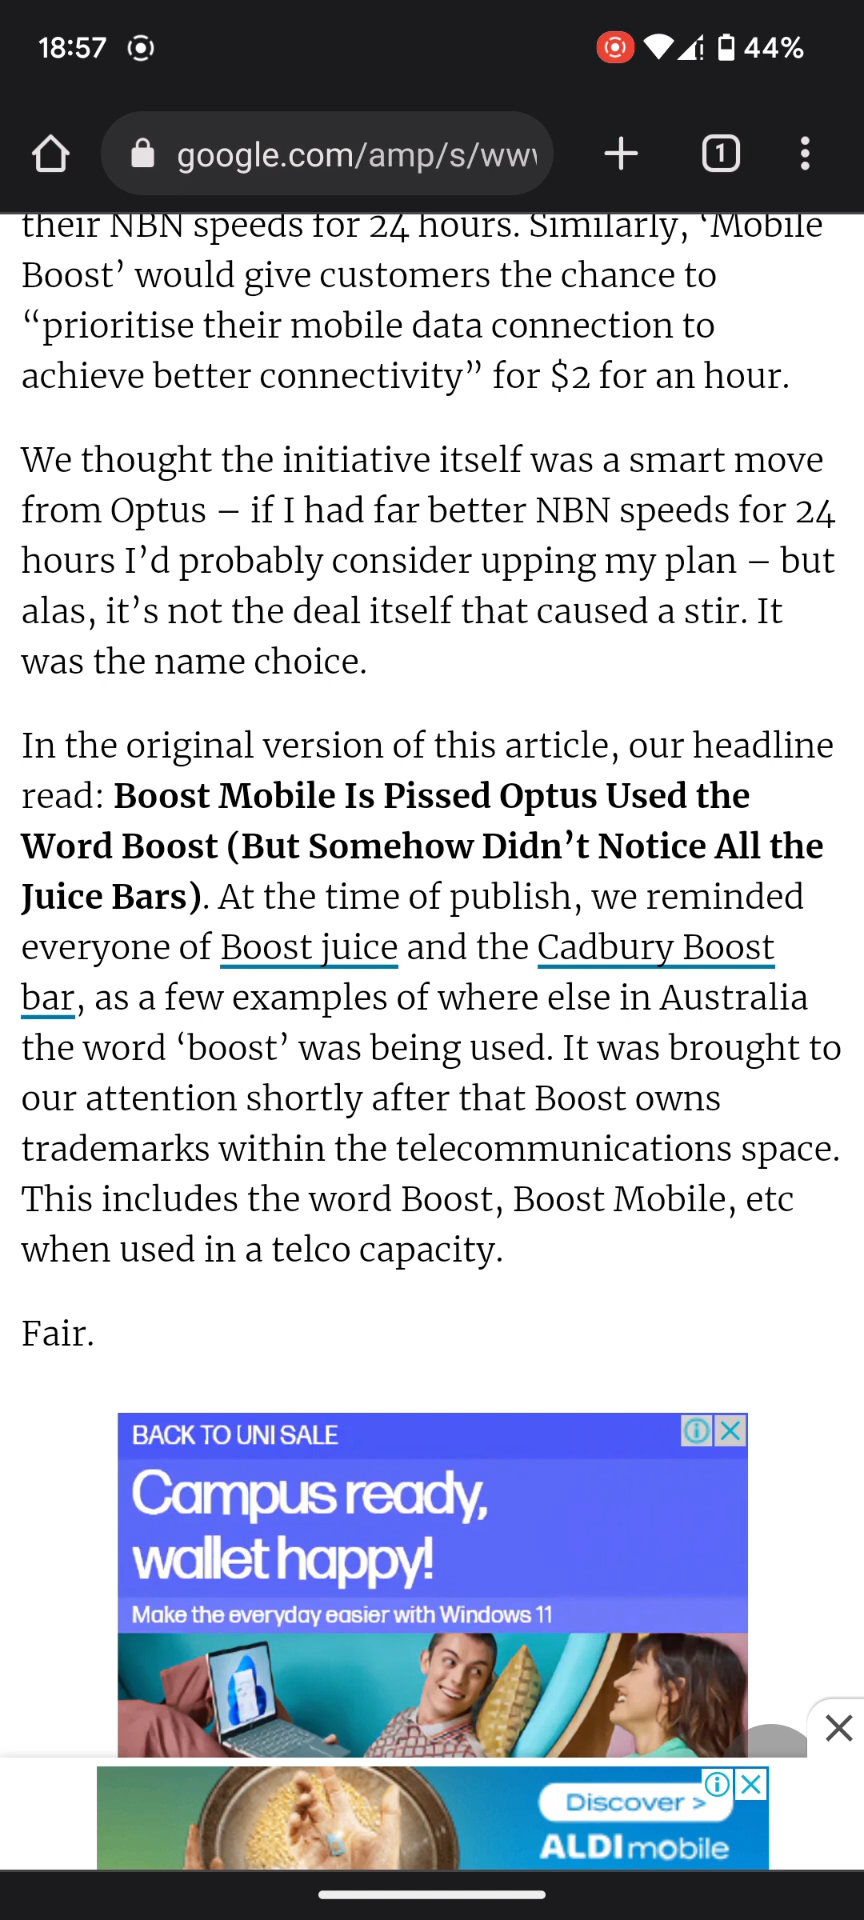 18:57
44%
google.com/amp/s/www
1
their NBN speeds for 24 hours. Similarly, ‘Mobile
Boost’ would give customers the chance to
“prioritise their mobile data connection to
achieve better connectivity” for $2 for an hour.
We thought the initiative itself was a smart move
from Optus – if I had far better NBN speeds for 24
hours I’d probably consider upping my plan – but
alas, it’s not the deal itself that caused a stir. It
was the name choice.
In the original version of this article, our headline
read: Boost Mobile Is Pissed Optus Used the
Word Boost (But Somehow Didn’t Notice All the
Juice Bars). At the time of publish, we reminded
everyone of Boost juice and the Cadbury Boost
bar, as a few examples of where else in Australia
the word ‘boost’ was being used. It was brought to
our attention shortly after that Boost owns
trademarks within the telecommunications space.
This includes the word Boost, Boost Mobile, etc
when used in a telco capacity.
Fair.
BACK TO UNI SALE
Campus ready,
wallet happy!
Make the everyday easier with Windows 11
Discover >
ALDI mobile